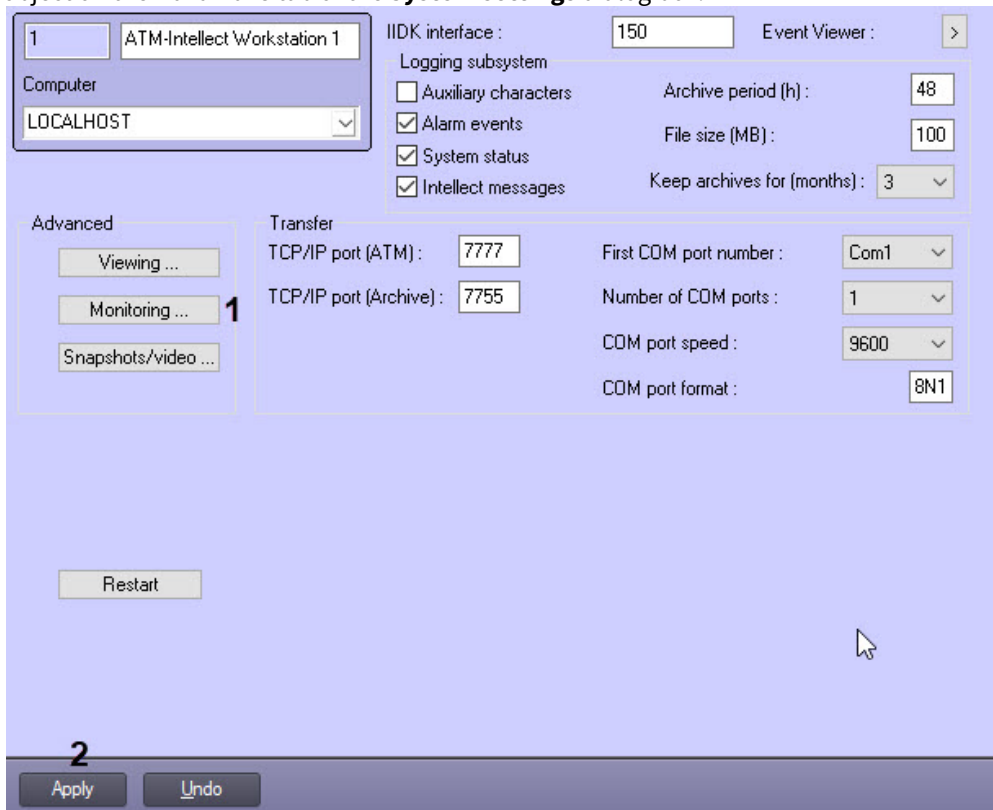 1
ATM-Intellect Workstation 1
Computer
LOCALHOST
IIDK interface :
150
Event Viewer :
>
Logging subsystem
Auxiliary characters
Alarm events
System status
Intellect messages
Archive period (h) :
48
File size (MB) :
100
Keep archives for (months) :
3
Advanced
Viewing ...
Monitoring ...
1
Snapshots/video ...
Transfer
TCP/IP port (ATM) :
7777
TCP/IP port (Archive) :
7755
First COM port number :
Com1
Number of COM ports :
1
COM port speed :
9600
COM port format :
8N1
Restart
2
Apply
Undo